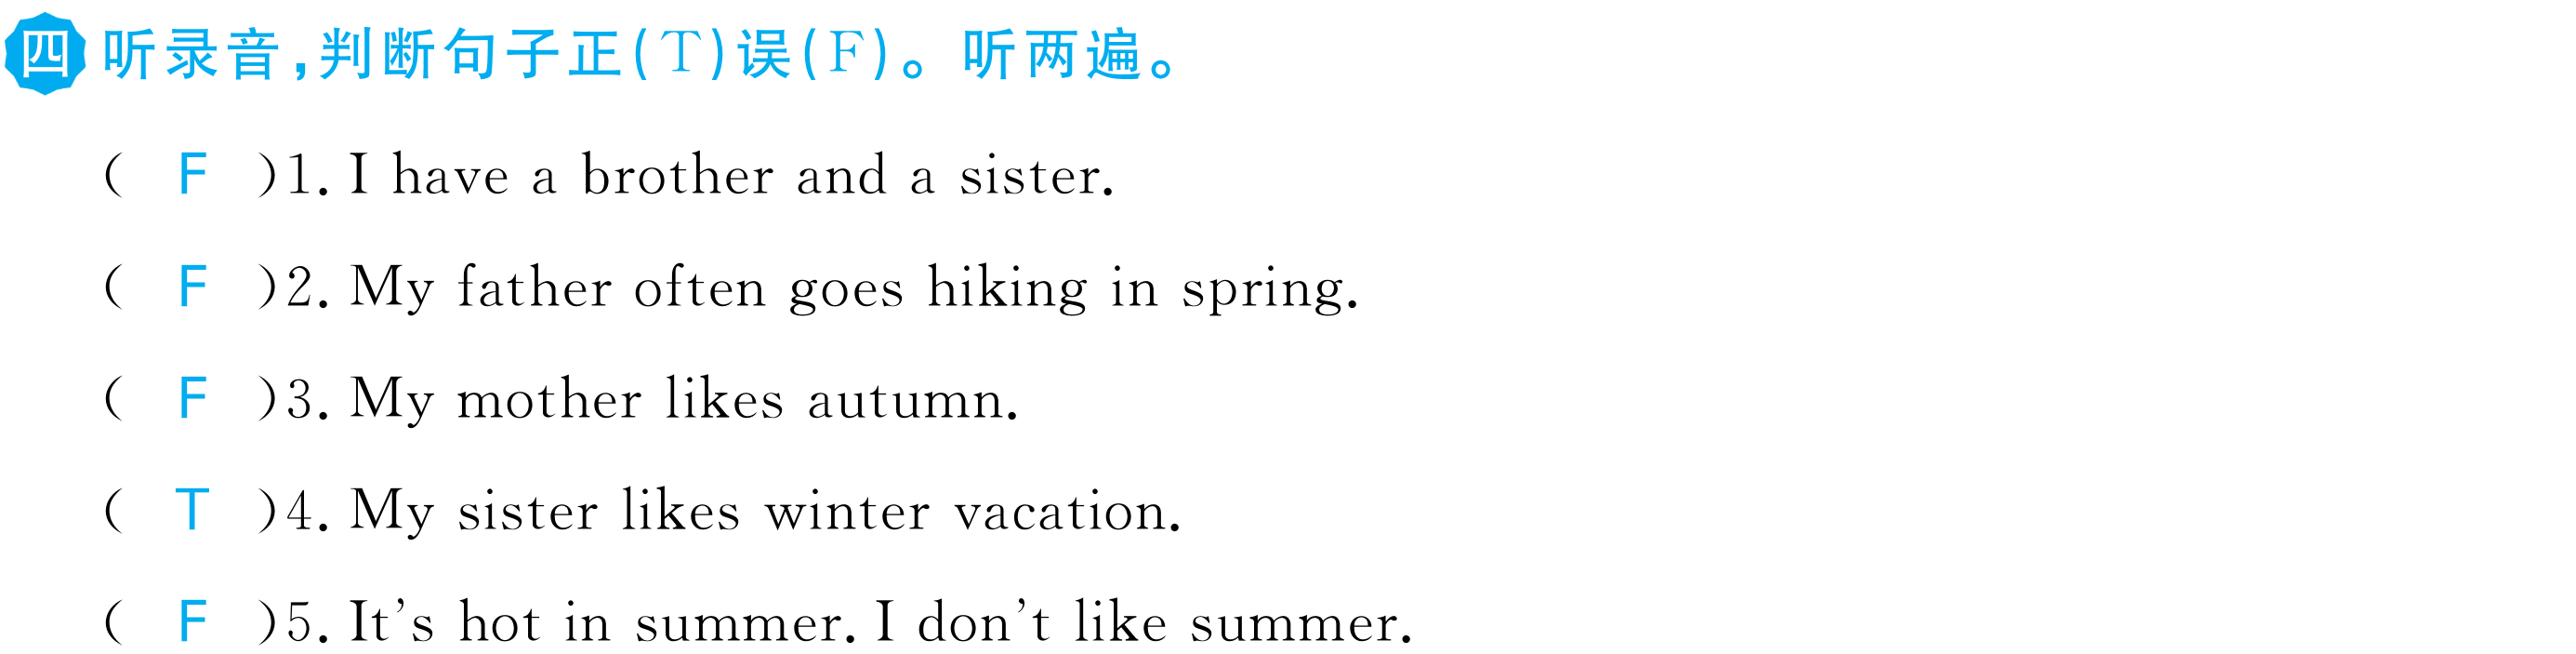 四 听录音,判断句子正(T)误(F)。听两遍。
( F )1. I have a brother and a sister.
( F )2. My father often goes hiking in spring.
( F )3. My mother likes autumn.
( T )4. My sister likes winter vacation.
( F )5. It’s hot in summer. I don’t like summer.